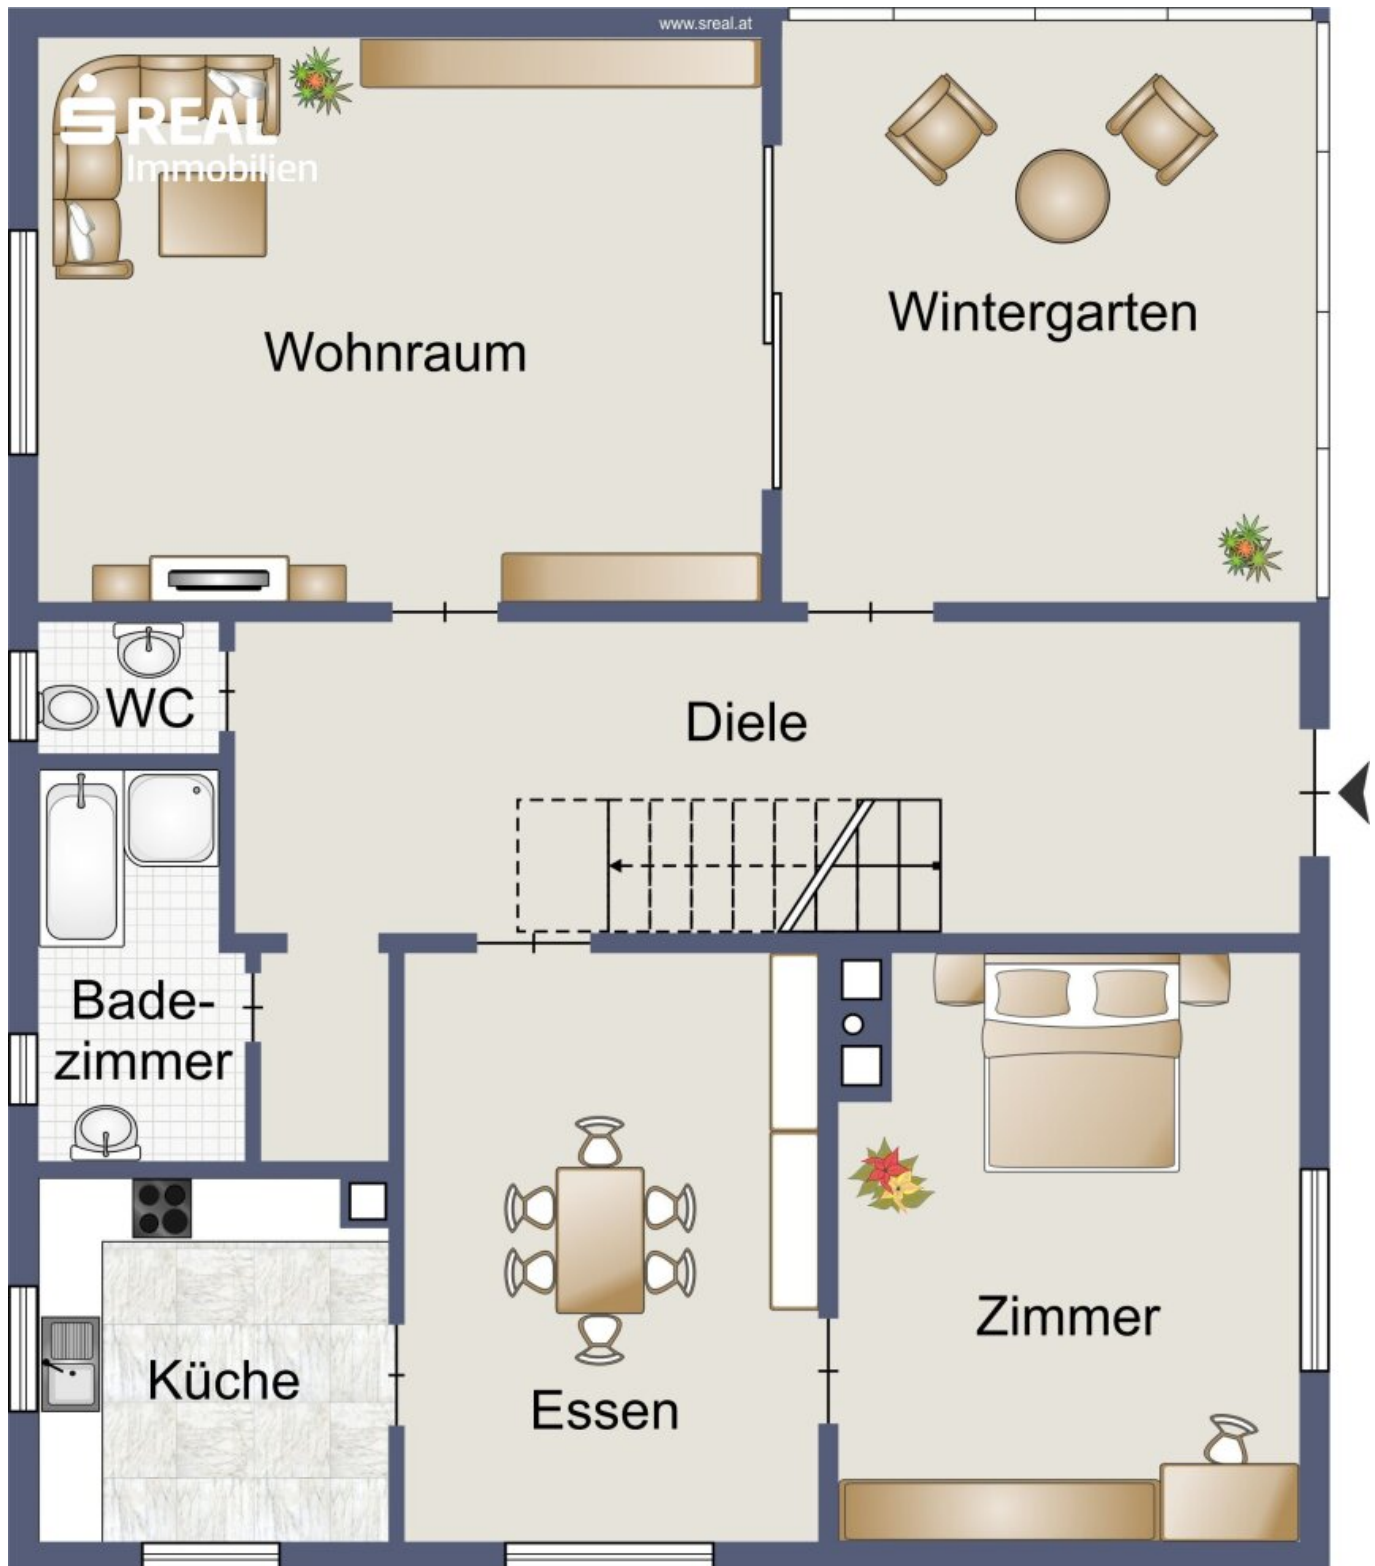 www.sreal.at
S REAL
Immobilien
Wintergarten
Wohnraum
WC
Diele
Bade-
zimmer
Zimmer
Küche
Essen